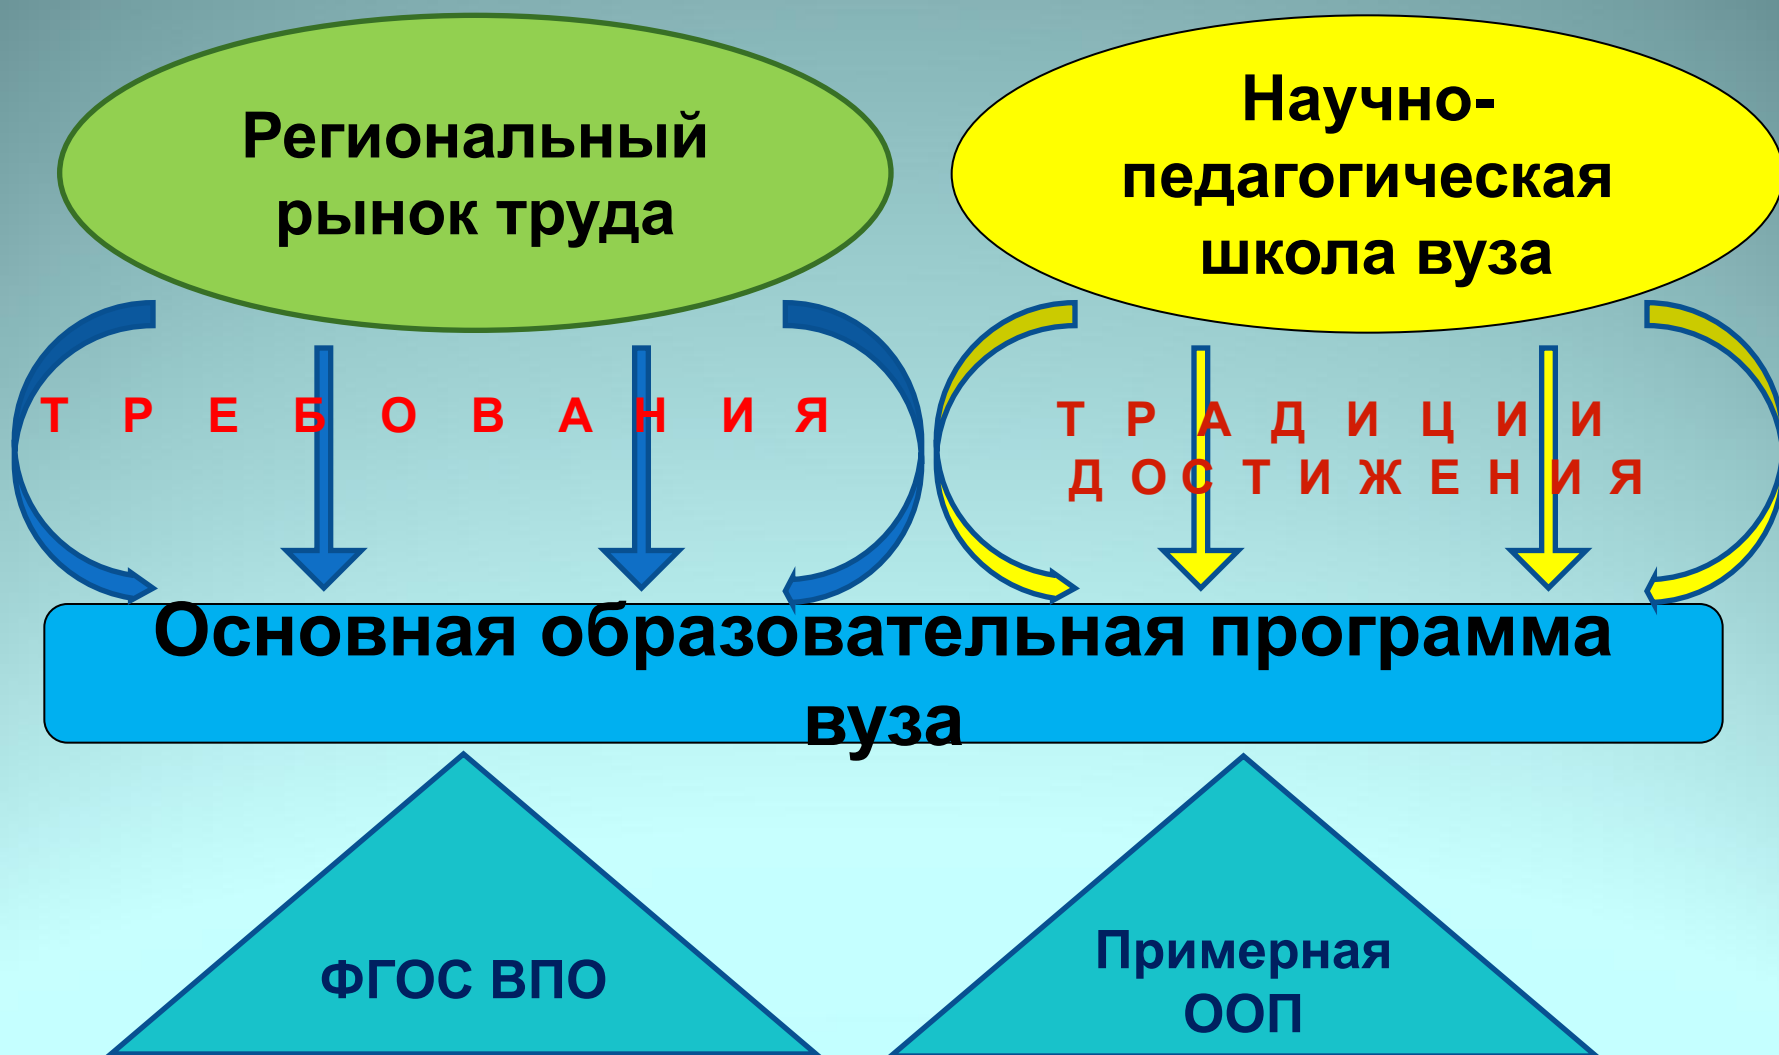 Региональный
рынок труда
Научно-
педагогическая
школа вуза
Т Р Е Б О В А Н И Я
Т Р А Д И Ц И И
Д О С Т И Ж Е Н И Я
Основная образовательная программа
вуза
ФГОС ВПО
Примерная
ООП